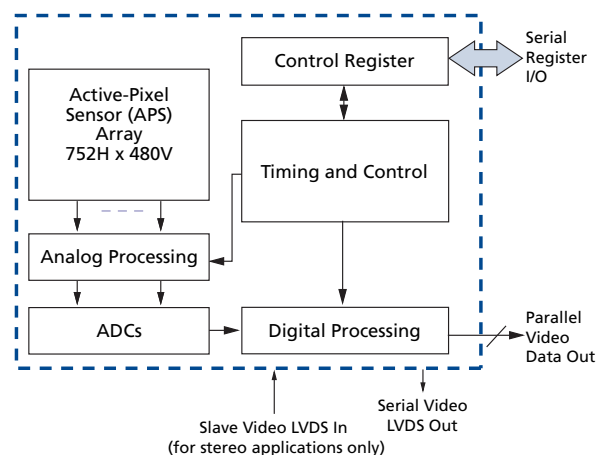 Control Register
Serial
Register
I/O
Active-Pixel
Sensor (APS)
Array
752H x 480V
Timing and Control
Analog Processing
ADCs
Digital Processing
Parallel
Video
Data Out
Slave Video LVDS In
(for stereo applications only)
Serial Video
LVDS Out